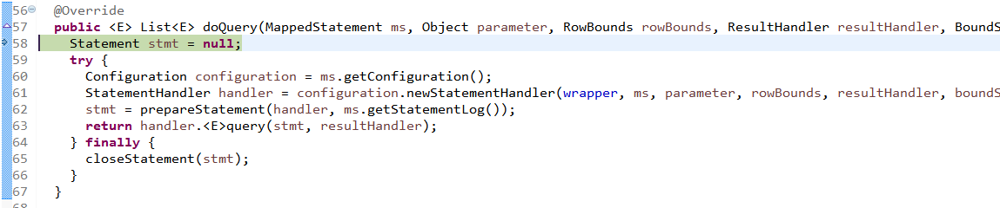 56 @Override
57 public <E> List<E> doQuery(MappedStatement ms, Object parameter, RowBounds rowBounds, ResultHandler resultHandler, BoundS
58 Statement stmt = null;
59 try {
60 Configuration configuration = ms.getConfiguration();
61 StatementHandler handler = configuration.newStatementHandler(wrapper, ms, parameter, rowBounds, resultHandler, boundS
62 stmt = prepareStatement(handler, ms.getStatementLog());
63 return handler.<E>query(stmt, resultHandler);
64 } finally {
65 closeStatement(stmt);
66 }
67 }
68